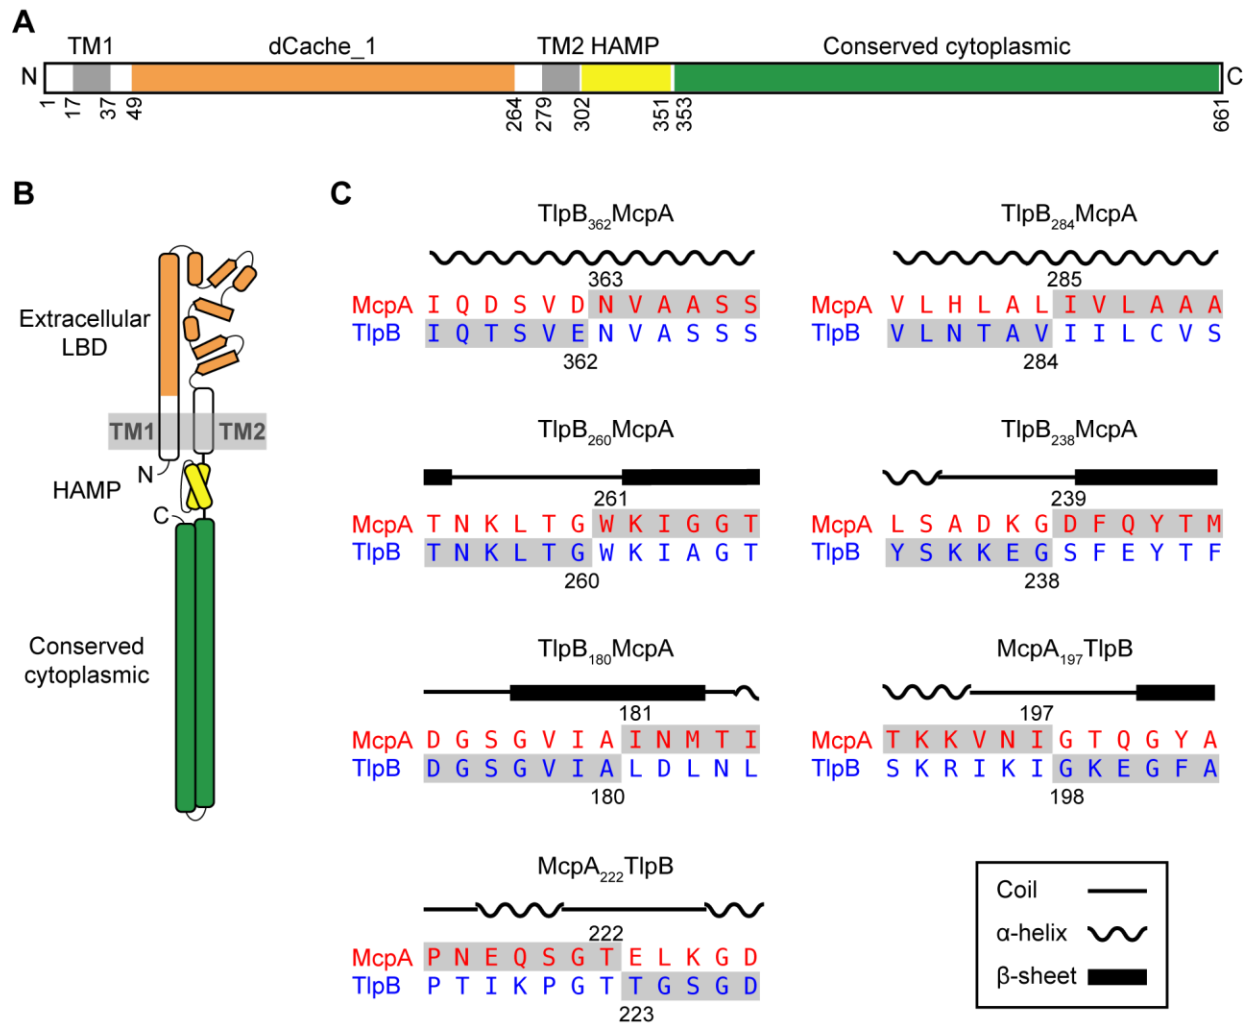 A
TM1 dCache_1 TM2 HAMP Conserved cytoplasmic
N C
1 17 37 49 264 279 302 351 353 661
B
Extracellular
LBD
TM1 TM2
N
HAMP
C
Conserved
cytoplasmic
C
TlpB362McpA
363
McpA I Q D S V D N V A A S S
TlpB I Q T S V E N V A S S S
362
TlpB284McpA
285
McpA V L H L A L I V L A A A
TlpB V L N T A V I I L C V S
284
TlpB260McpA
261
McpA T N K L T G W K I G G T
TlpB T N K L T G W K I A G T
260
TlpB238McpA
239
McpA L S A D K G D F Q Y T M
TlpB Y S K K E G S F E Y T F
238
TlpB180McpA
181
McpA D G S G V I A I N M T I
TlpB D G S G V I A L D L N L
180
McpA197TlpB
197
McpA T K K V N I G T Q G Y A
TlpB S K R I K I G K E G F A
198
McpA222TlpB
222
McpA P N E Q S G T E L K G D
TlpB P T I K P G T T G S G D
223
Coil
α-helix
β-sheet